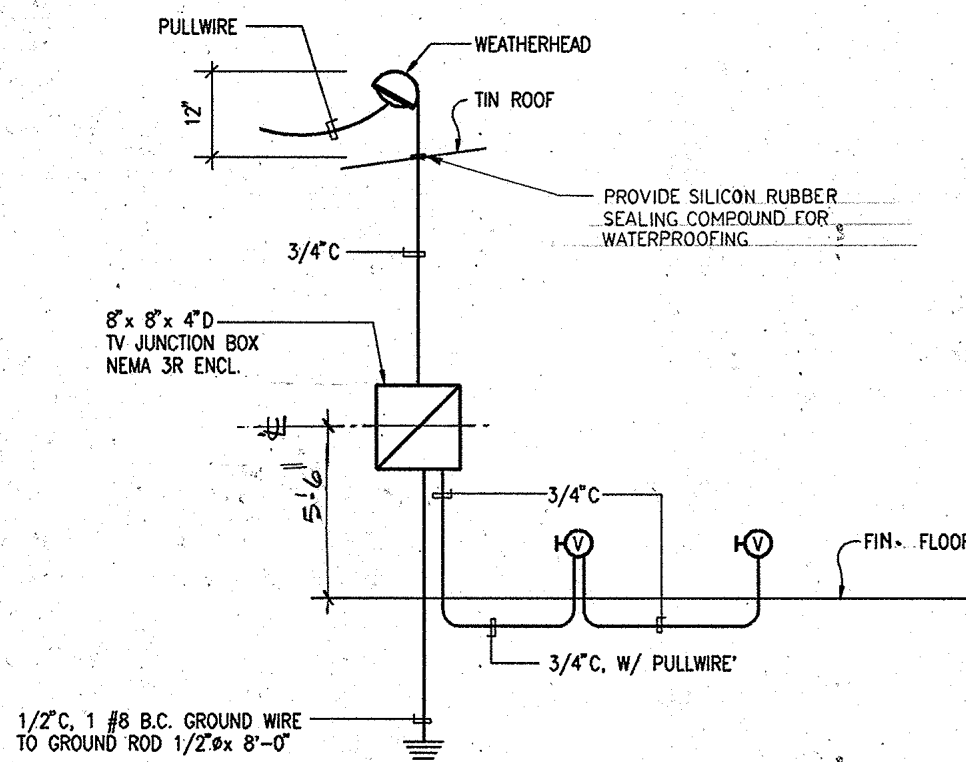 PULLWIRE
WEATHERHEAD
12"
TIN ROOF
PROVIDE SILICON RUBBER
SEALING COMPOUND FOR
WATERPROOFING
3/4"C
8"x 8"x 4"D
TV JUNCTION BOX
NEMA 3R ENCL.
5'-6"
3/4"C
V
V
FIN. FLOOR
3/4"C, W/ PULLWIRE
1/2"C, 1 #8 B.C. GROUND WIRE
TO GROUND ROD 1/2"øx 8'-0"